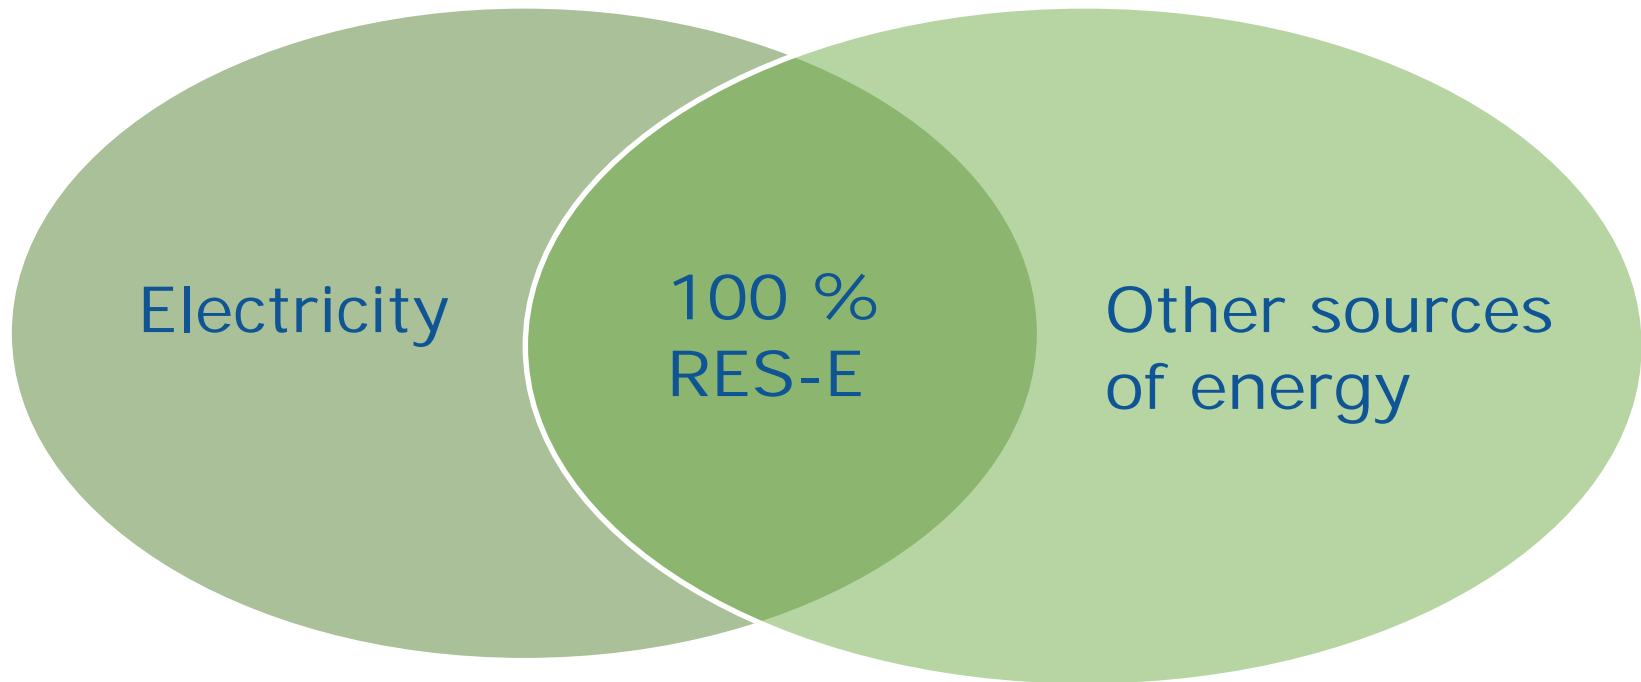 Electricity
100 %
RES-E
Other sources
of energy